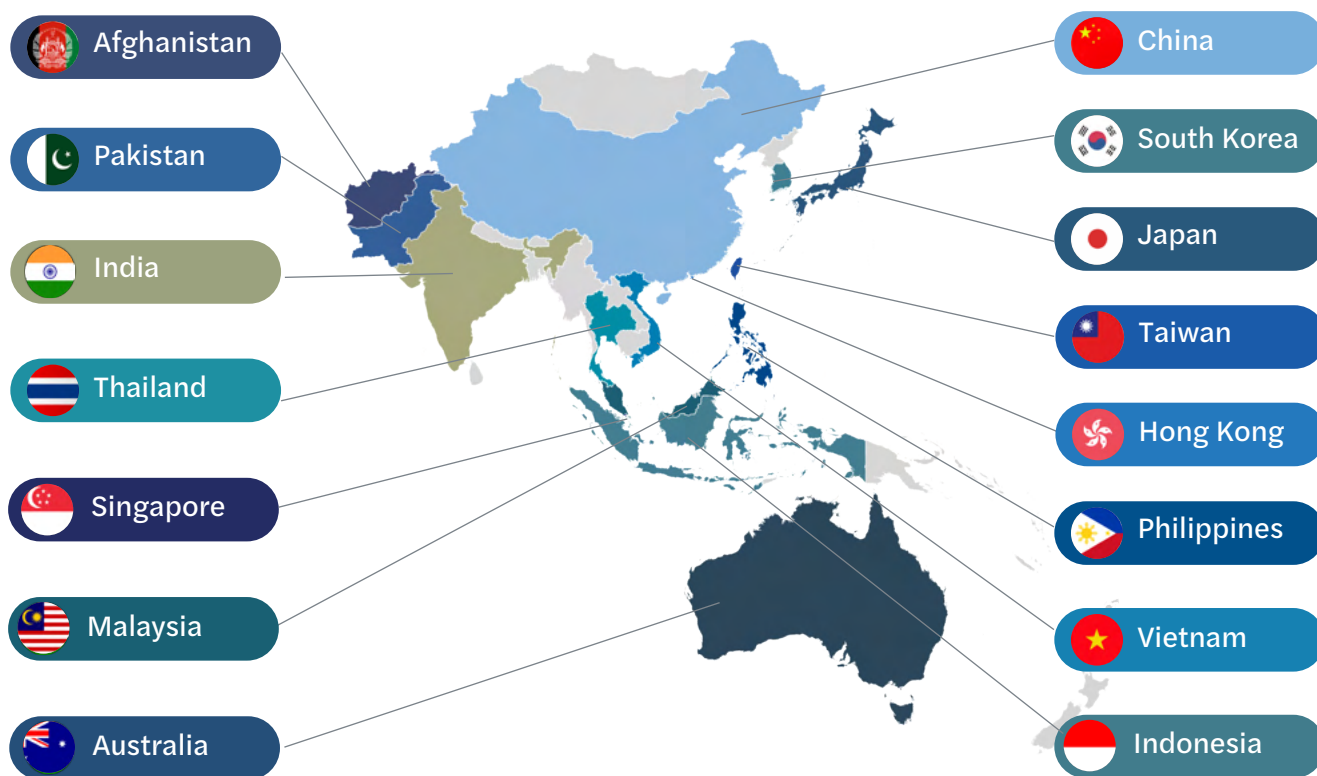 Afghanistan
Pakistan
India
Thailand
Singapore
Malaysia
Australia
China
South Korea
Japan
Taiwan
Hong Kong
Philippines
Vietnam
Indonesia